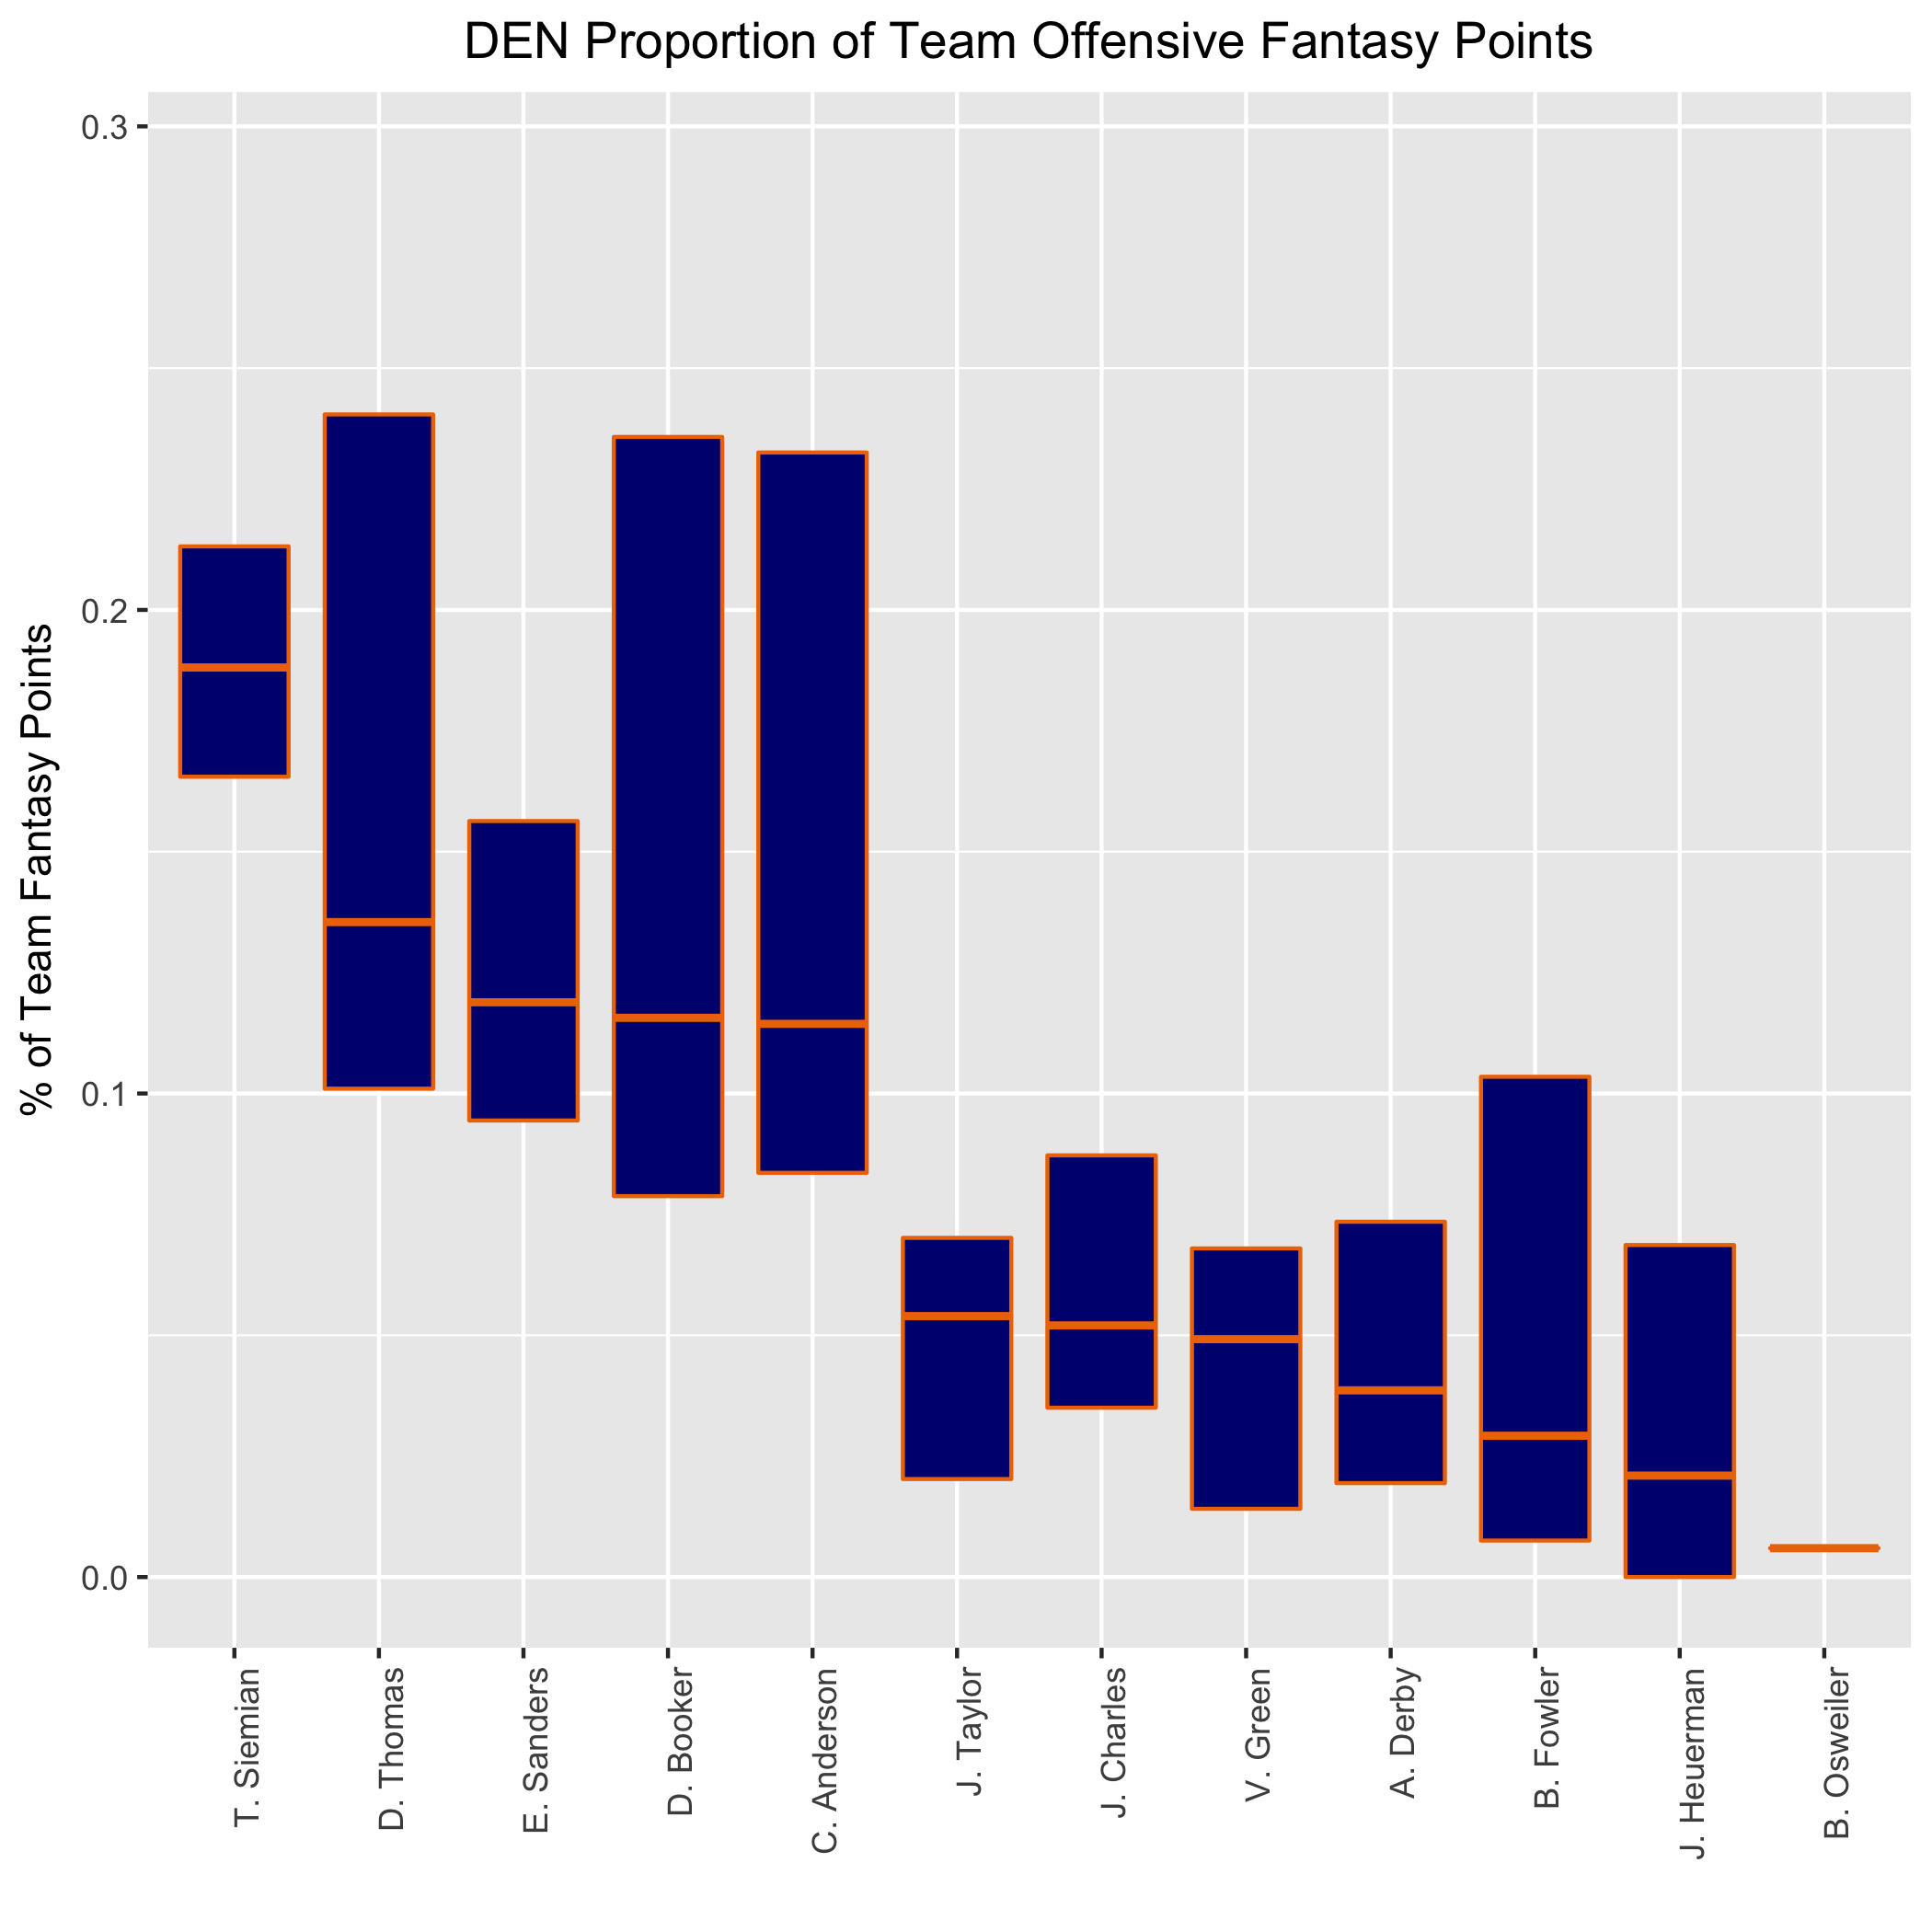 DEN Proportion of Team Offensive Fantasy Points
% of Team Fantasy Points
0.3
0.2
0.1
0.0
T. Siemian
D. Thomas
E. Sanders
D. Booker
C. Anderson
J. Taylor
J. Charles
V. Green
A. Derby
B. Fowler
J. Heuerman
B. Osweiler